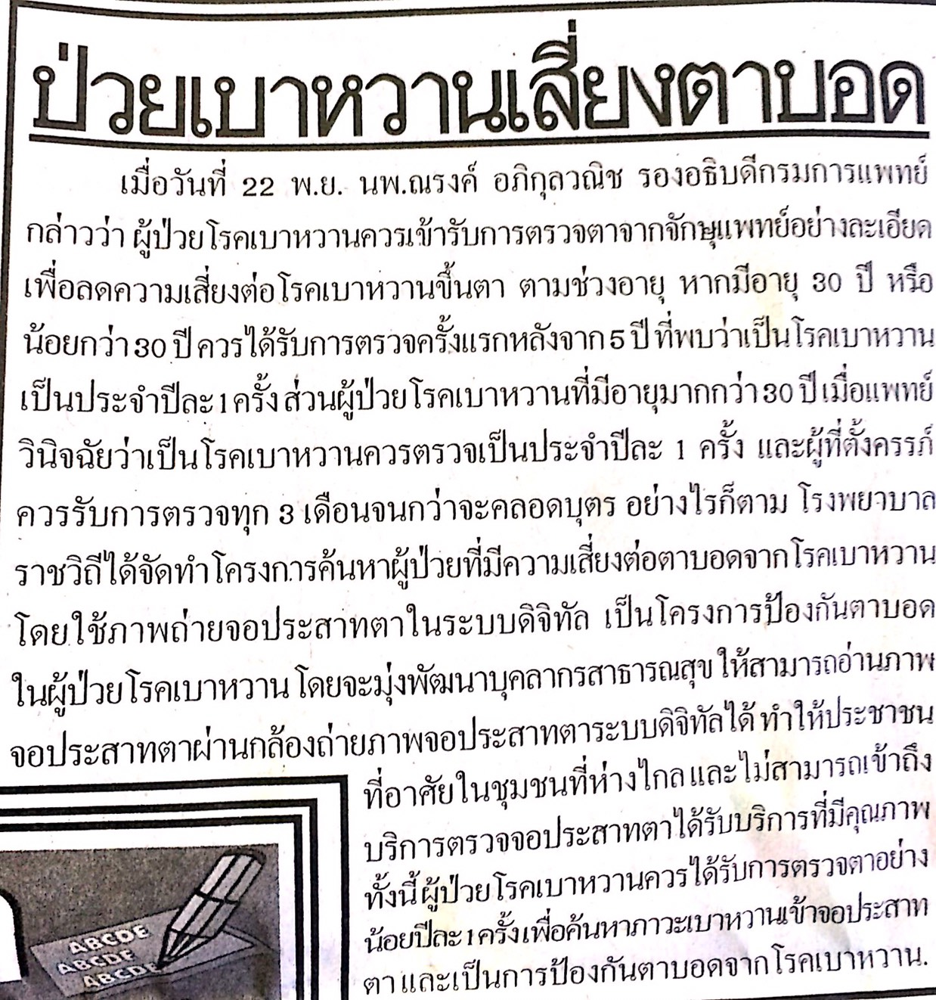 ป่วยเบาหวานเสี่ยงตาบอด
เมื่อวันที่ 22 พ.ย. นพ.ณรงค์ อภิกุลวณิช รองอธิบดีกรมการแพทย์
กล่าวว่า ผู้ป่วยโรคเบาหวานควรเข้ารับการตรวจตาจากจักษุแพทย์อย่างละเอียด
เพื่อลดความเสี่ยงต่อโรคเบาหวานขึ้นตา ตามช่วงอายุ หากมีอายุ 30 ปี หรือ
น้อยกว่า 30 ปี ควรได้รับการตรวจครั้งแรกหลังจาก 5 ปี ที่พบว่าเป็นโรคเบาหวาน
เป็นประจำปีละ 1 ครั้ง ส่วนผู้ป่วยโรคเบาหวานที่มีอายุมากกว่า 30 ปี เมื่อแพทย์
วินิจฉัยว่าเป็นโรคเบาหวานควรตรวจเป็นประจำปีละ 1 ครั้ง และผู้ที่ตั้งครรภ์
ควรรับการตรวจทุก 3 เดือนจนกว่าจะคลอดบุตร อย่างไรก็ตาม โรงพยาบาล
ราชวิถีได้จัดทำโครงการค้นหาผู้ป่วยที่มีความเสี่ยงต่อตาบอดจากโรคเบาหวาน
โดยใช้ภาพถ่ายจอประสาทตาในระบบดิจิทัล เป็นโครงการป้องกันตาบอด
ในผู้ป่วยโรคเบาหวาน โดยจะมุ่งพัฒนาบุคลากรสาธารณสุข ให้สามารถอ่านภาพ
จอประสาทตาผ่านกล้องถ่ายภาพจอประสาทตาระบบดิจิทัลได้ ทำให้ประชาชน
ที่อาศัยในชุมชนที่ห่างไกลและไม่สามารถเข้าถึง
บริการตรวจจอประสาทตาได้รับบริการที่มีคุณภาพ
ทั้งนี้ ผู้ป่วยโรคเบาหวานควรได้รับการตรวจตาอย่าง
น้อยปีละ 1 ครั้ง เพื่อค้นหาภาวะเบาหวานเข้าจอประสาท
ตา และเป็นการป้องกันตาบอดจากโรคเบาหวาน.
ABCDE
ABCDE
ABCDE